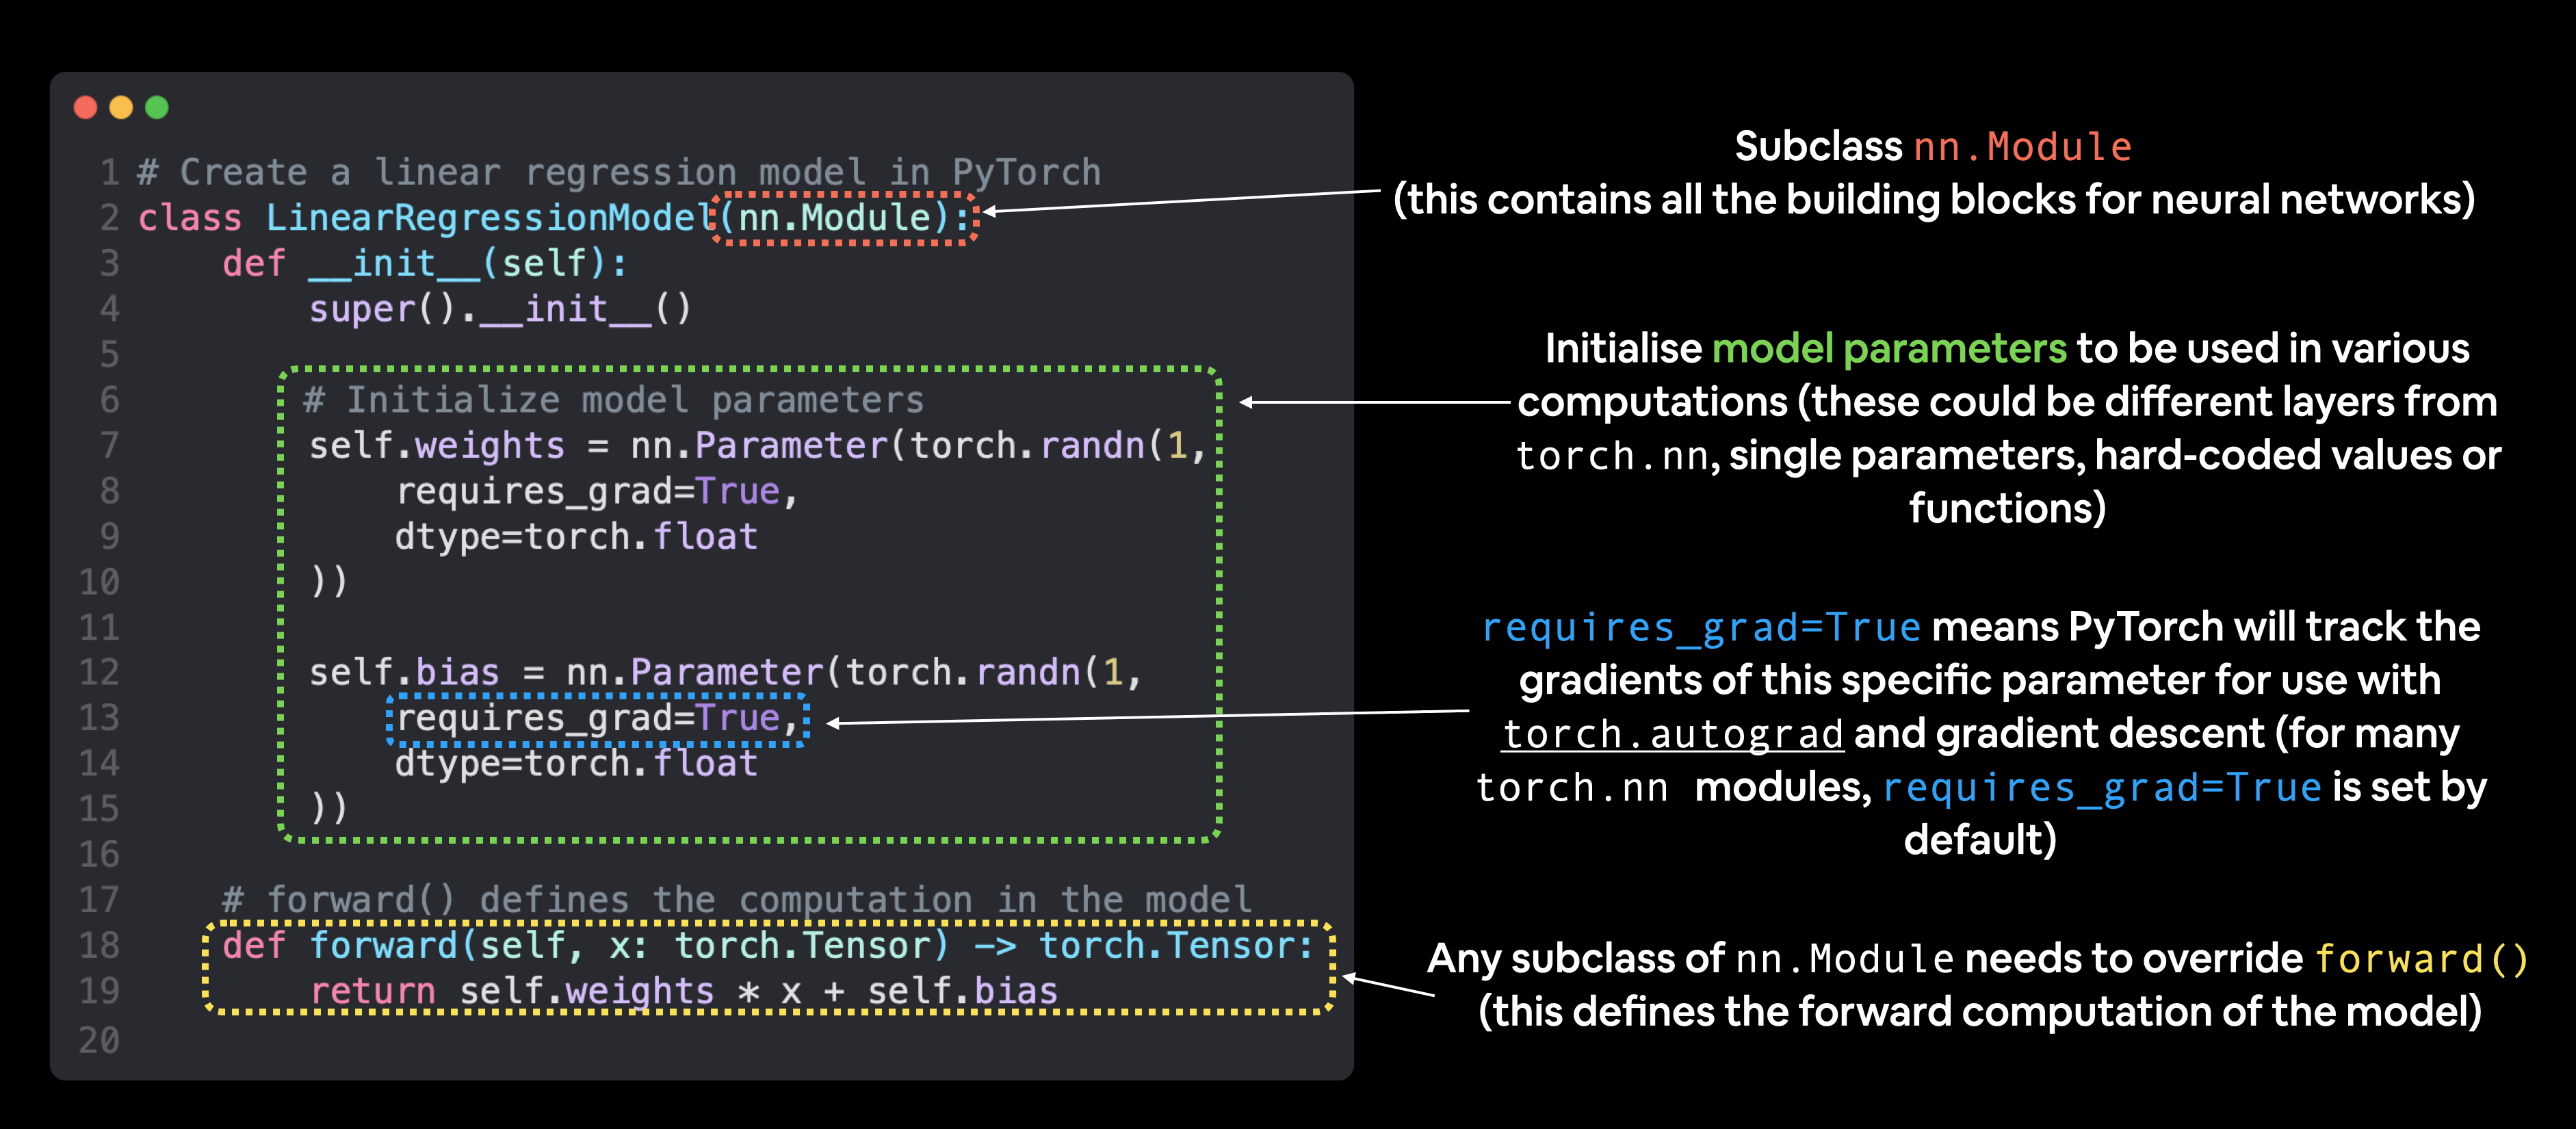 1 # Create a linear regression model in PyTorch
2 class LinearRegressionModel(nn.Module):
3     def __init__(self):
4         super().__init__()
5
6         # Initialize model parameters
7         self.weights = nn.Parameter(torch.randn(1,
8             requires_grad=True,
9             dtype=torch.float
10         ))
11
12         self.bias = nn.Parameter(torch.randn(1,
13             requires_grad=True,
14             dtype=torch.float
15         ))
16
17     # forward() defines the computation in the model
18     def forward(self, x: torch.Tensor) -> torch.Tensor:
19         return self.weights * x + self.bias
20
Subclass nn.Module
(this contains all the building blocks for neural networks)
Initialise model parameters to be used in various
computations (these could be different layers from
torch.nn, single parameters, hard-coded values or
functions)
requires_grad=True means PyTorch will track the
gradients of this specific parameter for use with
torch.autograd and gradient descent (for many
torch.nn modules, requires_grad=True is set by
default)
Any subclass of nn.Module needs to override forward()
(this defines the forward computation of the model)